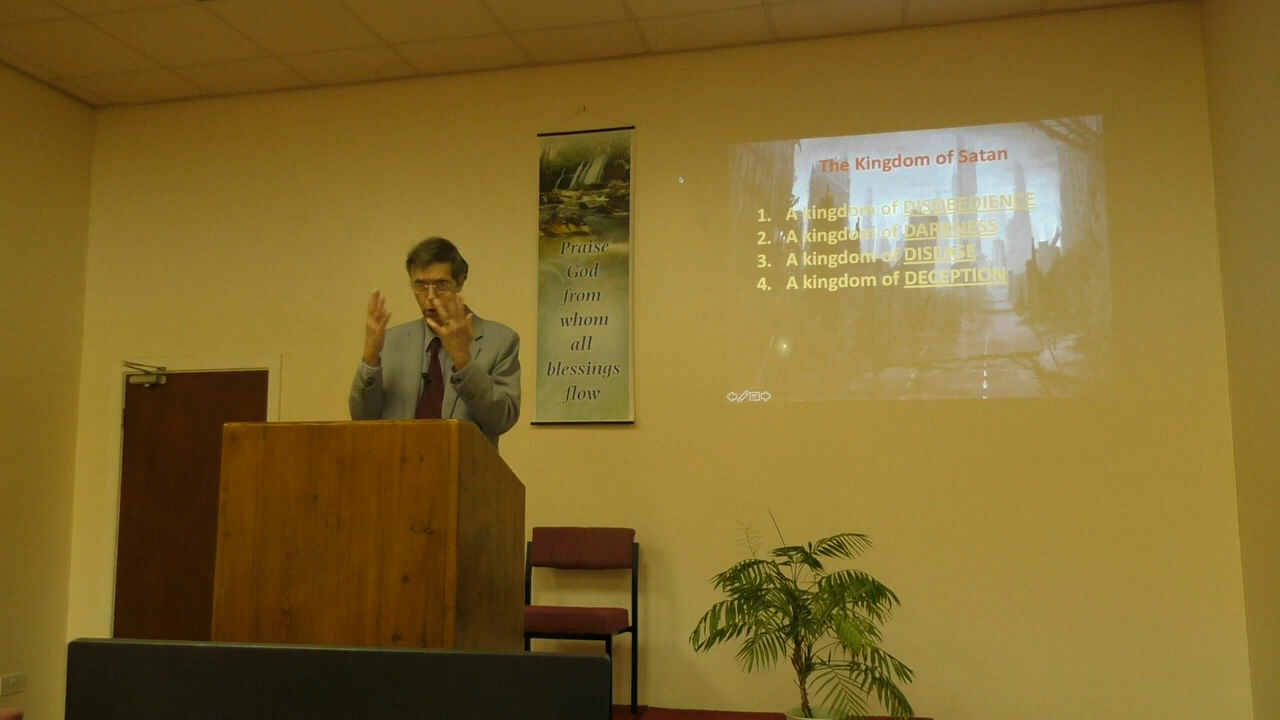 Praise
God
from
whom
all
blessings
flow
The Kingdom of Satan
1. A kingdom of DISOBEDIENCE
2. A kingdom of DARKNESS
3. A kingdom of DISEASE
4. A kingdom of DECEPTION